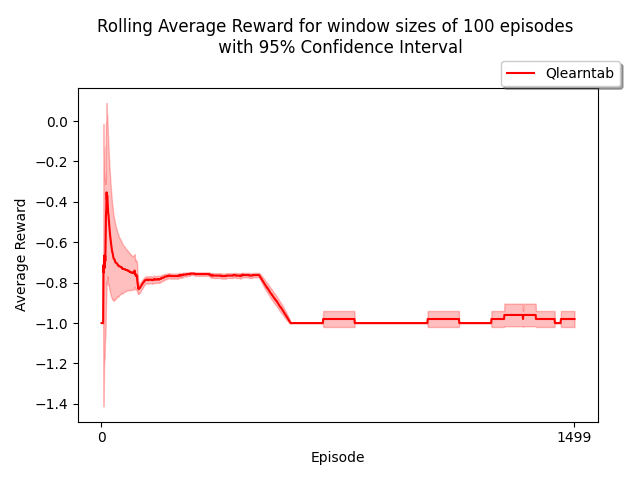 Rolling Average Reward for window sizes of 100 episodes
with 95% Confidence Interval
Qlearntab
0.0
−0.2
−0.4
−0.6
−0.8
−1.0
−1.2
−1.4
Average Reward
0
1499
Episode